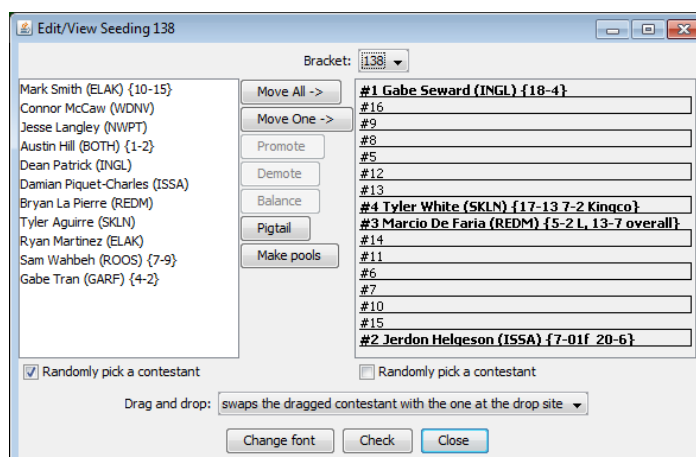 Edit/View Seeding 138
Bracket: 138
Mark Smith (ELAK) {10-15}
Connor McCaw (WDNV)
Jesse Langley (NWPT)
Austin Hill (BOTH) {1-2}
Dean Patrick (INGL)
Damian Piquet-Charles (ISSA)
Bryan La Pierre (REDM)
Tyler Aguirre (SKLN)
Ryan Martinez (ELAK)
Sam Wahbeh (ROOS) {7-9}
Gabe Tran (GARF) {4-2}
Move All ->
Move One ->
Promote
Demote
Balance
Pigtail
Make pools
#1 Gabe Seward (INGL) {18-4}
#16
#9
#8
#5
#12
#13
#4 Tyler White (SKLN) {17-13 7-2 Kingco}
#3 Marcio De Faria (REDM) {5-2 L, 13-7 overall}
#14
#11
#6
#7
#10
#15
#2 Jerdon Helgeson (ISSA) {7-01f 20-6}
Randomly pick a contestant
Randomly pick a contestant
Drag and drop: swaps the dragged contestant with the one at the drop site
Change font
Check
Close